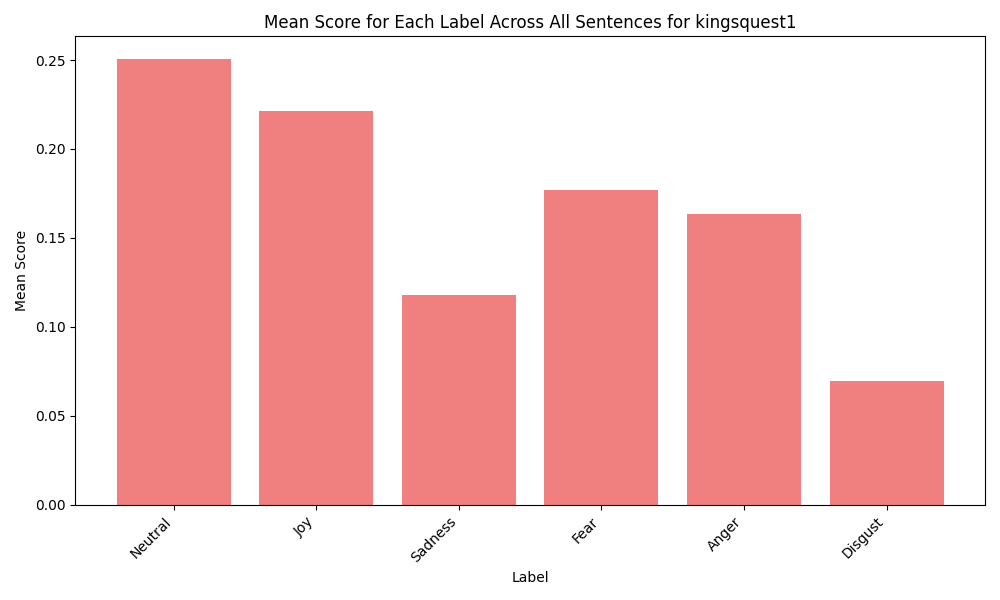 Mean Score for Each Label Across All Sentences for kingsquest1
Mean Score
0.25
0.20
0.15
0.10
0.05
0.00
Neutral
Joy
Sadness
Fear
Anger
Disgust
Label